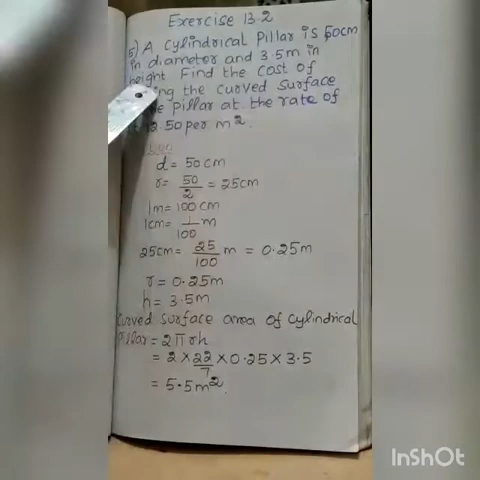 Exercise 13.2
5) A cylindrical Pillar is 50cm
in diameter and 3.5m in
height Find the cost of
the curved surface
pillar at the rate of
.50 per m².
d = 50 cm
r = 50/2 = 25cm
1m = 100 cm
1cm = 1/100 m
25cm = 25/100 m = 0.25m
r = 0.25m
h = 3.5m
Curved surface area of cylindrical
Pillar = 2πrh
= 2 × 22/7 × 0.25 × 3.5
= 5.5m².
InShOt